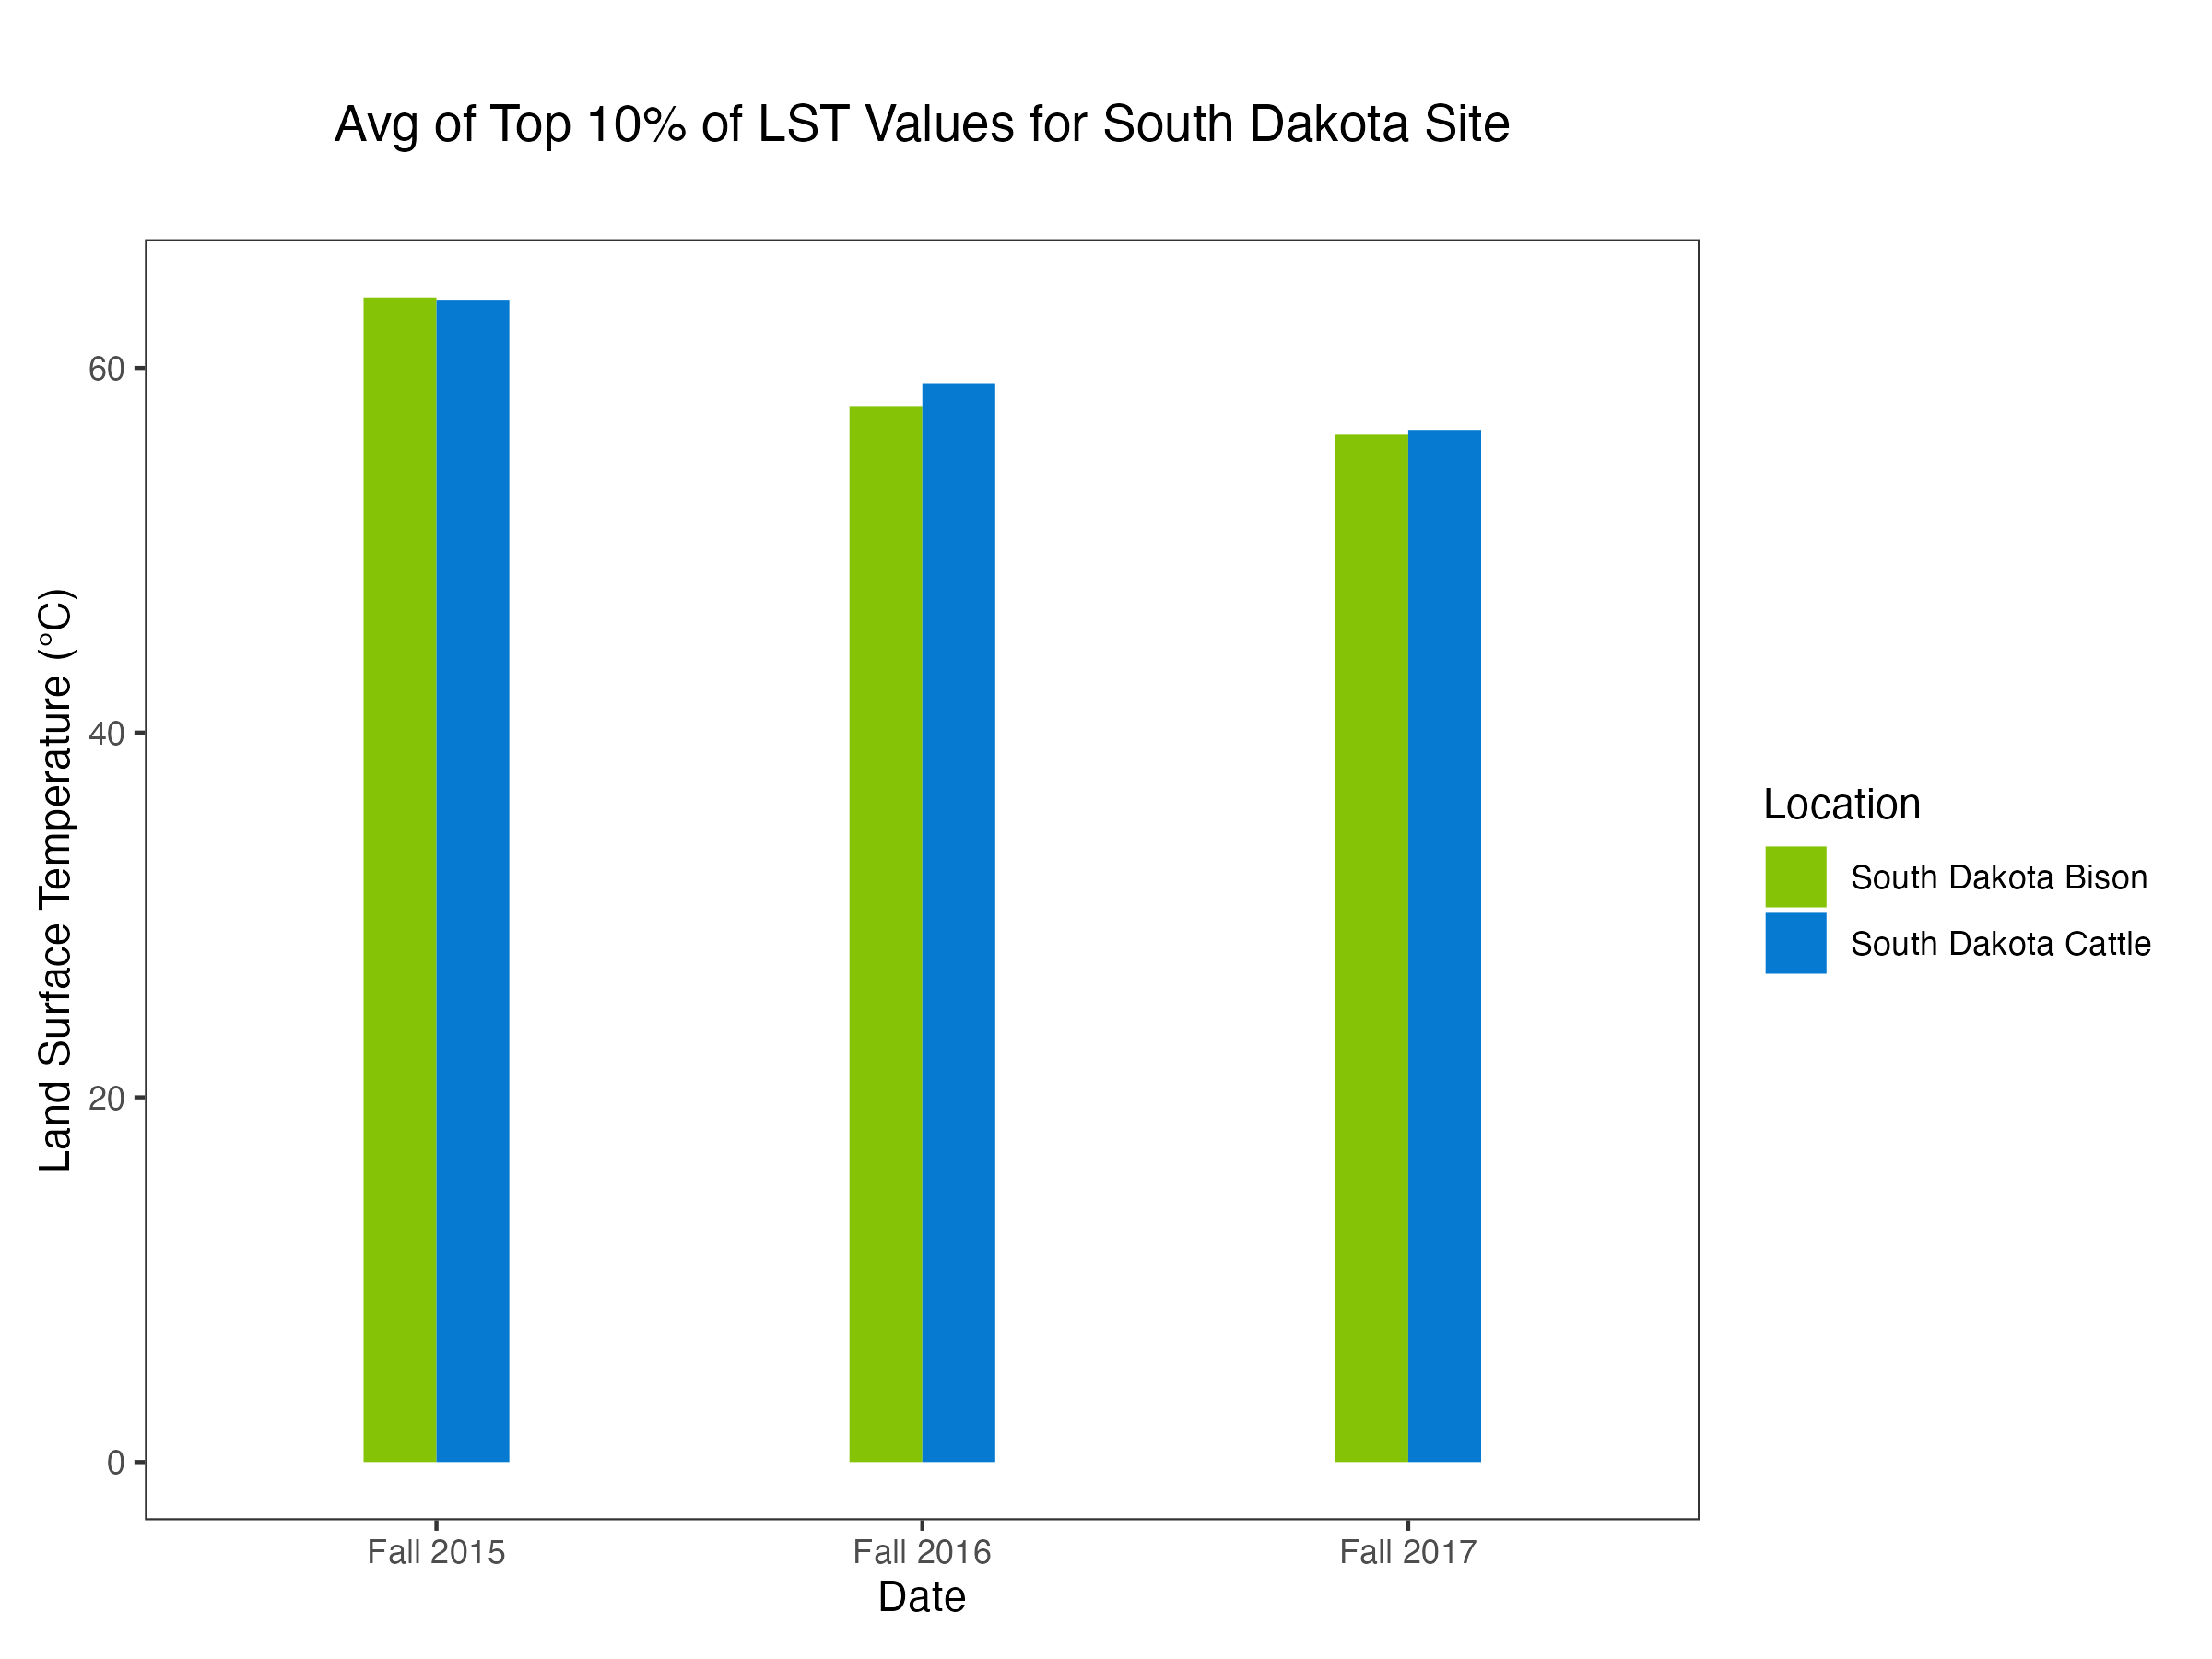 Avg of Top 10% of LST Values for South Dakota Site
Land Surface Temperature (°C)
60
40
20
0
Fall 2015 Fall 2016 Fall 2017
Date
Location
South Dakota Bison
South Dakota Cattle